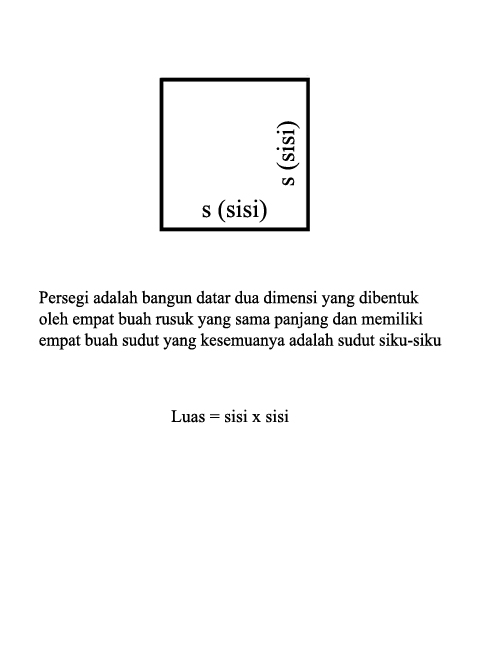 s (sisi)
s (sisi)
Persegi adalah bangun datar dua dimensi yang dibentuk
oleh empat buah rusuk yang sama panjang dan memiliki
empat buah sudut yang kesemuanya adalah sudut siku-siku
Luas = sisi x sisi